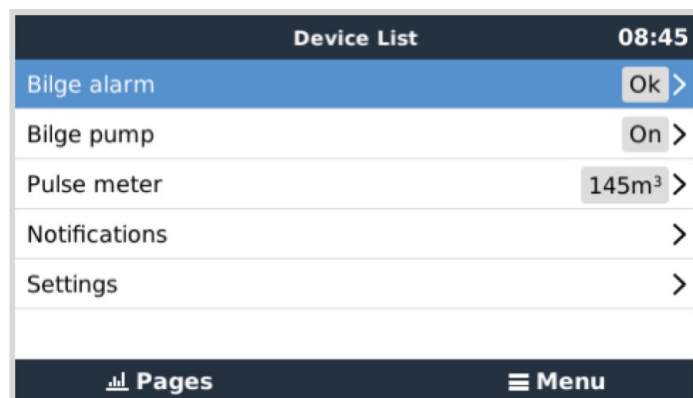 Device List 08:45
Bilge alarm Ok
Bilge pump On
Pulse meter 145m³
Notifications
Settings
Pages Menu